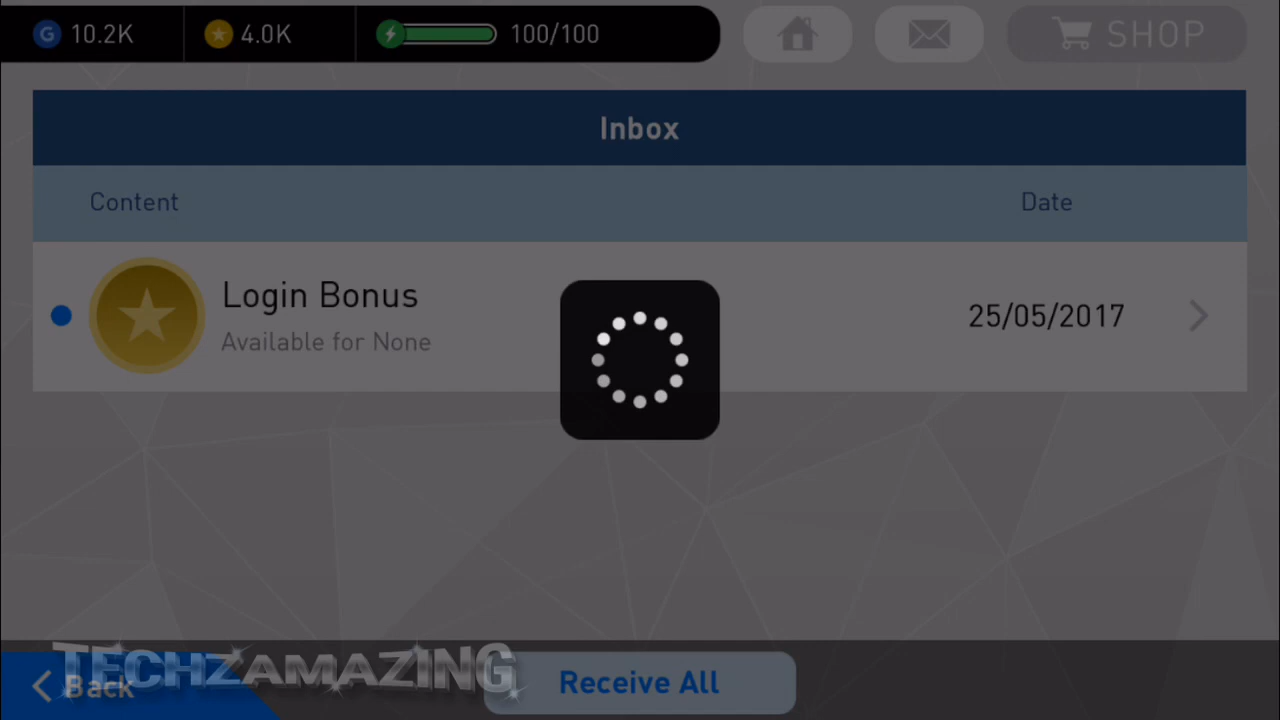 G 10.2K 4.0K 100/100 SHOP
Inbox
Content Date
Login Bonus
Available for None
25/05/2017
TECHZAMAZING
Back
Receive All